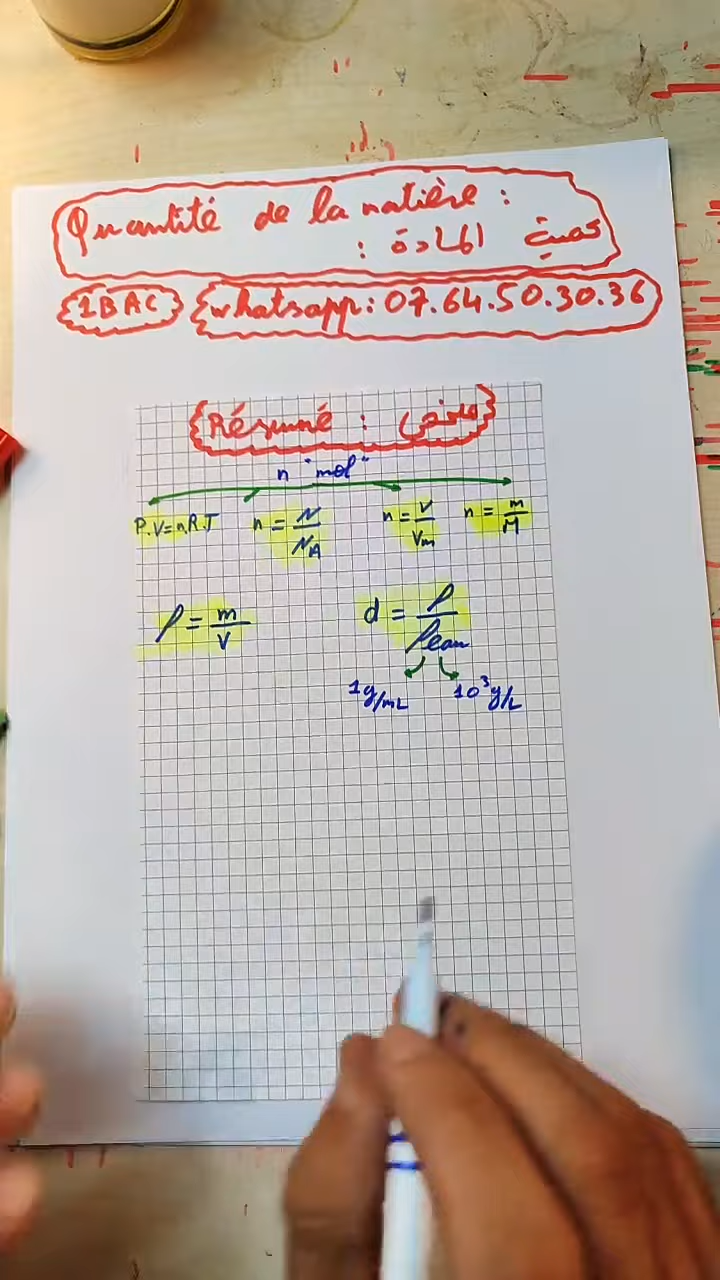 Quantité de la matière :
كمية المادة :
1BAC whatsapp: 07.64.50.30.36
Résumé : ملخص
n "mol"
P.V=n.R.T n = N/NA n = V/Vm n = m/M
ρ = m/V d = ρ/ρeau
1g/mL 10³g/L